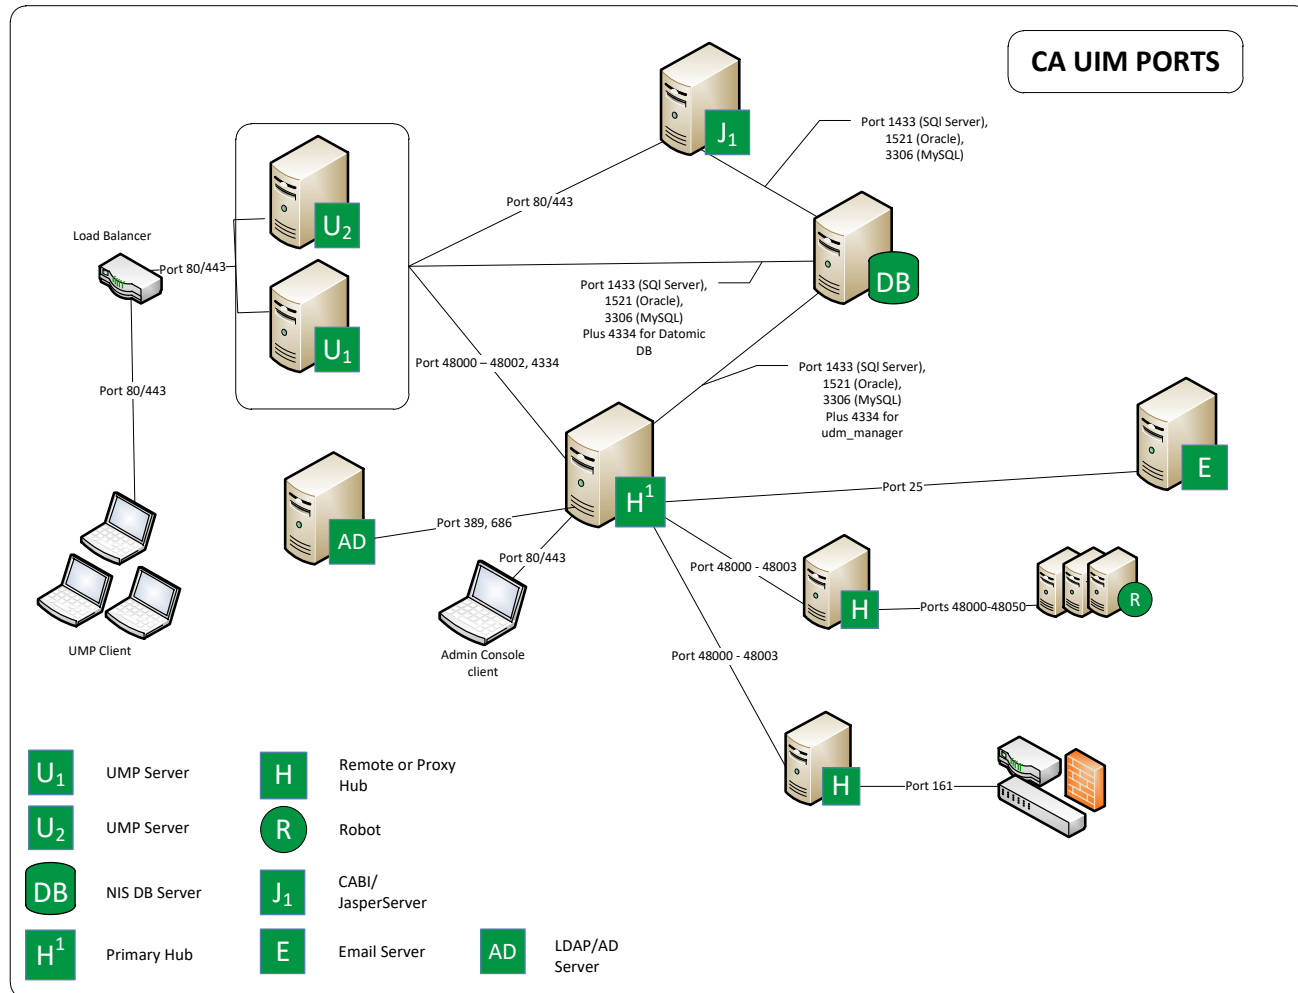 CA UIM PORTS
J1
Port 1433 (SQl Server),
1521 (Oracle),
3306 (MySQL)
U2
Port 80/443
Load Balancer
Port 80/443
DB
Port 1433 (SQl Server),
1521 (Oracle),
3306 (MySQL)
Plus 4334 for Datomic
DB
U1
Port 48000 – 48002, 4334
Port 1433 (SQl Server),
1521 (Oracle),
3306 (MySQL)
Plus 4334 for
udm_manager
Port 80/443
E
Port 25
H1
Port 389, 686
AD
Port 80/443
Port 48000 - 48003
H
Ports 48000-48050
R
UMP Client
Admin Console
client
Port 48000 - 48003
H
Port 161
U1
UMP Server
H
Remote or Proxy
Hub
U2
UMP Server
R
Robot
DB
NIS DB Server
J1
CABI/
JasperServer
H1
Primary Hub
E
Email Server
AD
LDAP/AD
Server